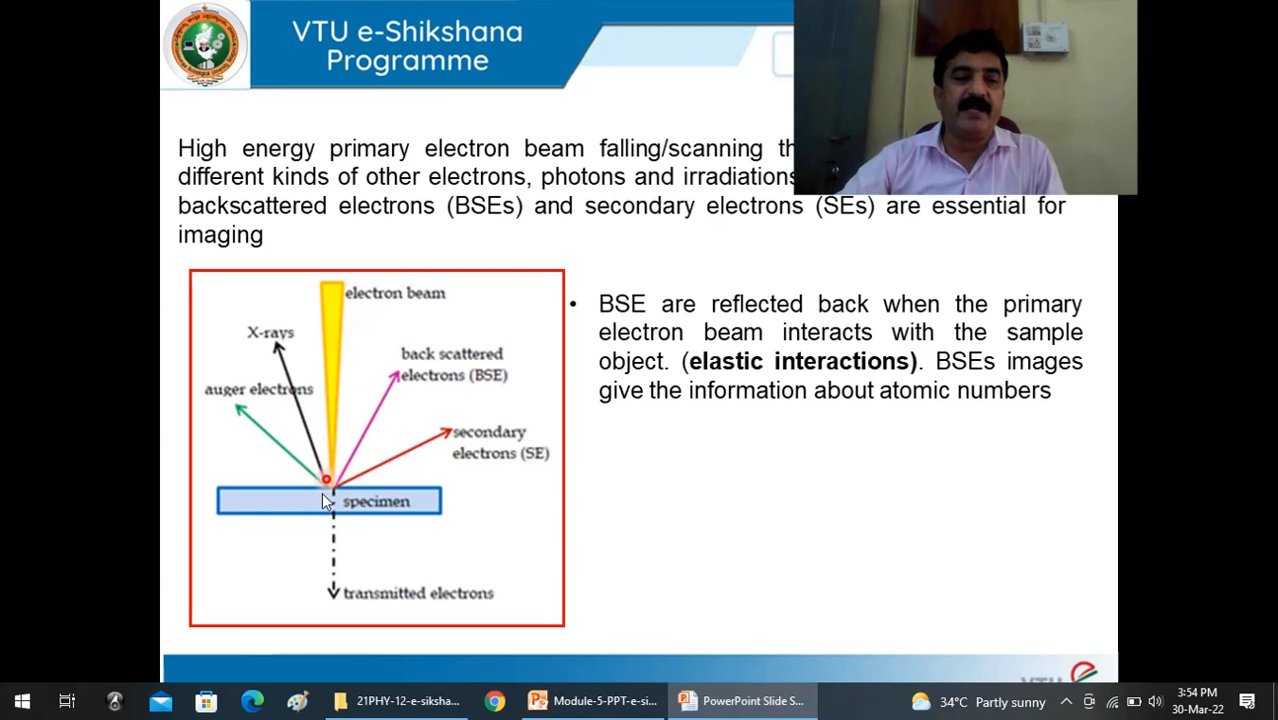 VTU e-Shikshana
Programme
High energy primary electron beam falling/scanning
different kinds of other electrons, photons and irradiations
backscattered electrons (BSEs) and secondary electrons (SEs) are essential for
imaging
electron beam
X-rays
back scattered
electrons (BSE)
auger electrons
secondary
electrons (SE)
specimen
transmitted electrons
• BSE are reflected back when the primary
electron beam interacts with the sample
object. (elastic interactions). BSEs images
give the information about atomic numbers
21PHY-12-e-siksha...
Module-5-PPT-e-si...
PowerPoint Slide S...
34°C Partly sunny
3:54 PM
30-Mar-22